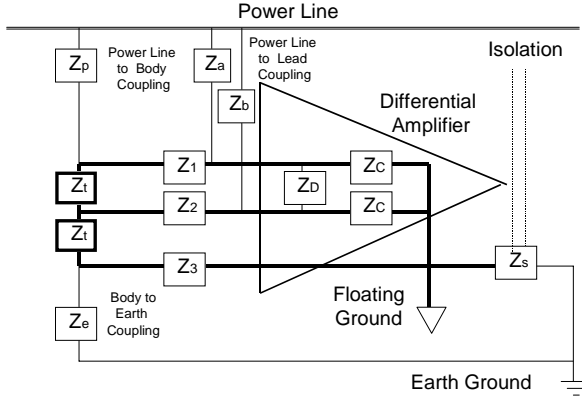 Power Line
Zp
Power Line
to Body
Coupling
Za
Zb
Power Line
to Lead
Coupling
Isolation
Differential
Amplifier
Z1
ZC
Zt
ZD
Z2
ZC
Zt
Z3
Zs
Ze
Body to
Earth
Coupling
Floating
Ground
Earth Ground